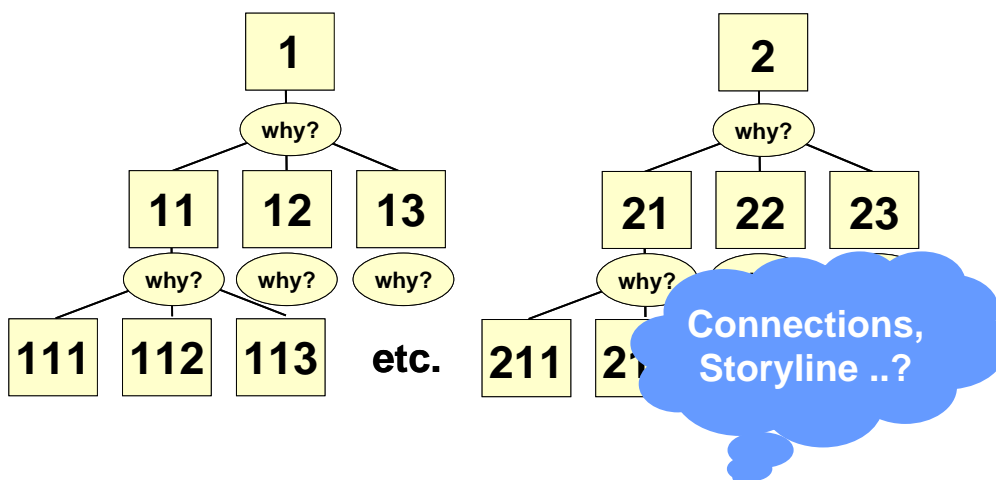 1
2
why?
why?
11
12
13
21
22
23
why?
why?
why?
why?
111
112
113
etc.
211
Connections,
Storyline ..?